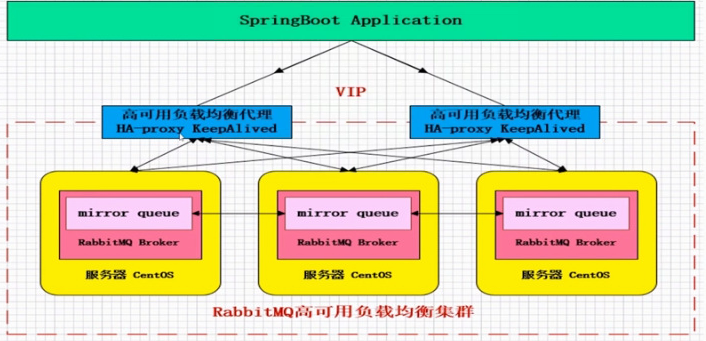 SpringBoot Application
VIP
高可用负载均衡代理
HA-proxy KeepAlived
高可用负载均衡代理
HA-proxy KeepAlived
mirror queue
RabbitMQ Broker
服务器 CentOS
mirror queue
RabbitMQ Broker
服务器 CentOS
mirror queue
RabbitMQ Broker
服务器 CentOS
RabbitMQ高可用负载均衡集群